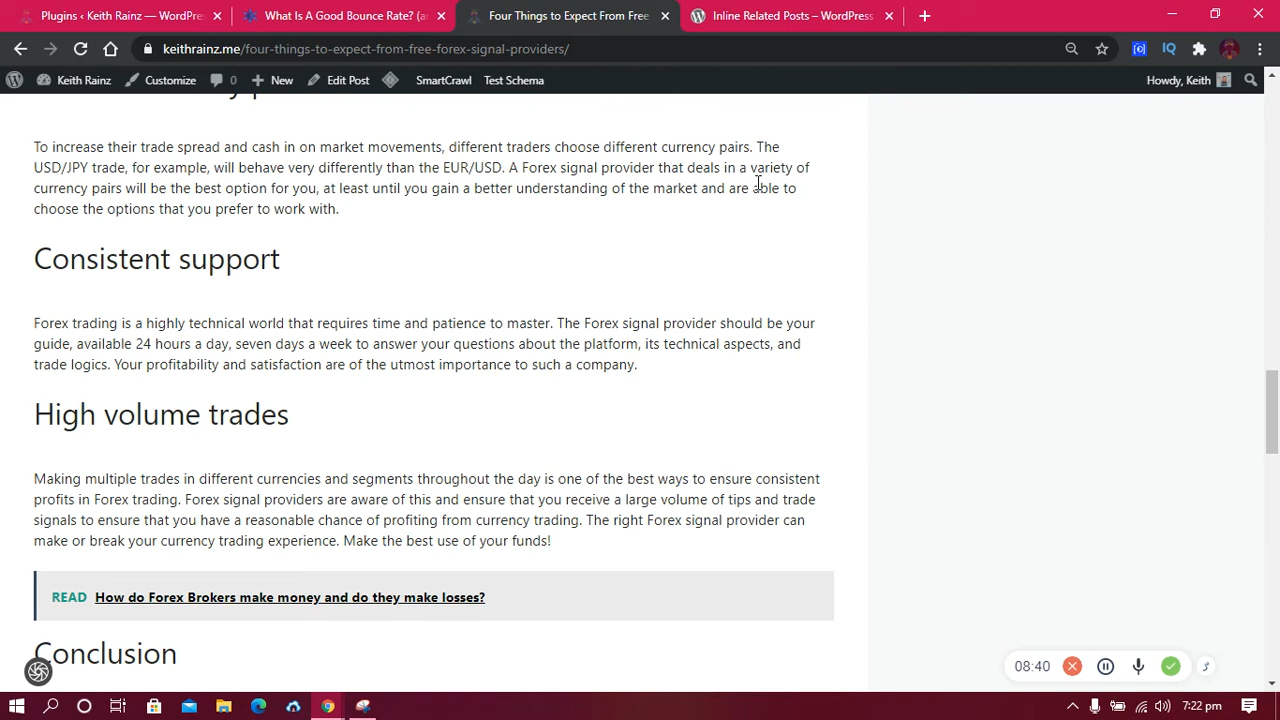 Plugins ‹ Keith Rainz — WordPre
What Is A Good Bounce Rate? (a
Four Things to Expect From Free
Inline Related Posts – WordPress
keithrainz.me/four-things-to-expect-from-free-forex-signal-providers/
Keith Rainz
Customize
0
New
Edit Post
SmartCrawl
Test Schema
Howdy, Keith
To increase their trade spread and cash in on market movements, different traders choose different currency pairs. The
USD/JPY trade, for example, will behave very differently than the EUR/USD. A Forex signal provider that deals in a variety of
currency pairs will be the best option for you, at least until you gain a better understanding of the market and are able to
choose the options that you prefer to work with.
Consistent support
Forex trading is a highly technical world that requires time and patience to master. The Forex signal provider should be your
guide, available 24 hours a day, seven days a week to answer your questions about the platform, its technical aspects, and
trade logics. Your profitability and satisfaction are of the utmost importance to such a company.
High volume trades
Making multiple trades in different currencies and segments throughout the day is one of the best ways to ensure consistent
profits in Forex trading. Forex signal providers are aware of this and ensure that you receive a large volume of tips and trade
signals to ensure that you have a reasonable chance of profiting from currency trading. The right Forex signal provider can
make or break your currency trading experience. Make the best use of your funds!
READ How do Forex Brokers make money and do they make losses?
Conclusion
08:40
7:22 pm